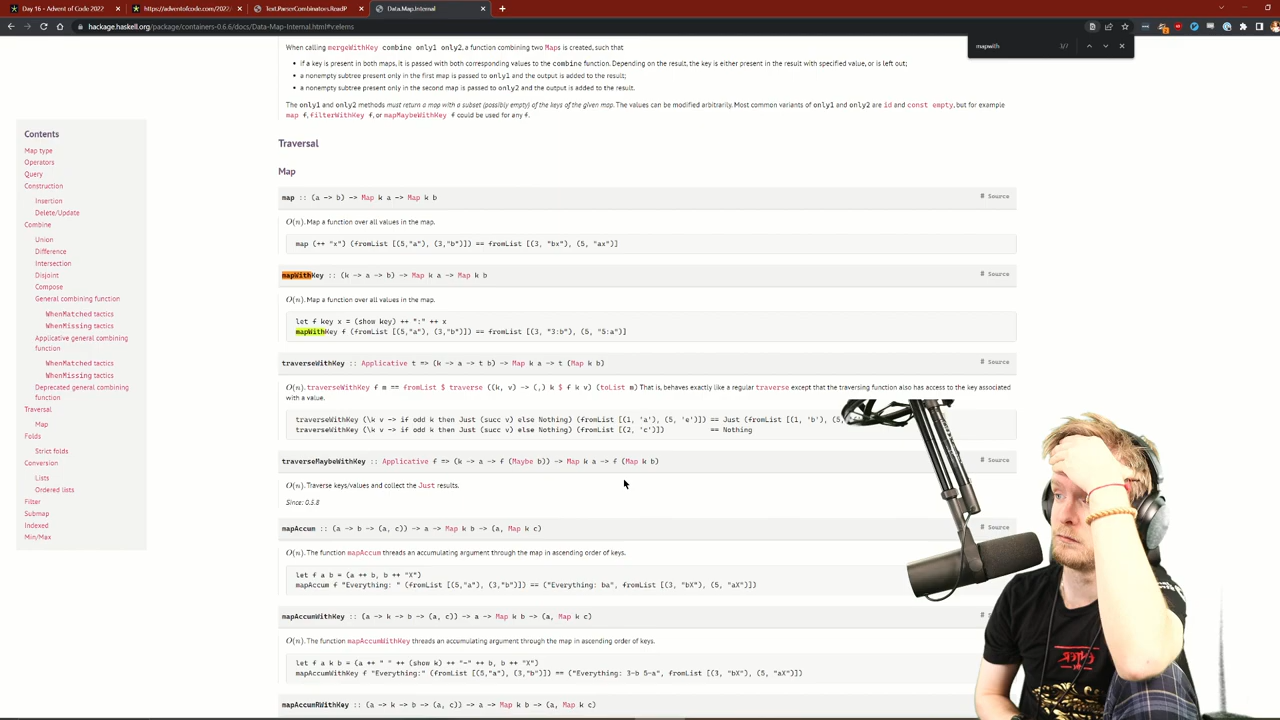 Day 16 - Advent of Code 2022
https://adventofcode.com/2022/
Text.ParserCombinators.ReadP
Data.Map.Internal
hackage.haskell.org/package/containers-0.6.6/docs/Data-Map-Internal.html#v:elems
mapwith
3/7
When calling mergeWithKey combine only1 only2, a function combining two Maps is created, such that
• if a key is present in both maps, it is passed with both corresponding values to the combine function. Depending on the result, the key is either present in the result with specified value, or is left out;
• a nonempty subtree present only in the first map is passed to only1 and the output is added to the result;
• a nonempty subtree present only in the second map is passed to only2 and the output is added to the result.
The only1 and only2 methods must return a map with a subset (possibly empty) of the keys of the given map. The values can be modified arbitrarily. Most common variants of only1 and only2 are id and const empty, but for example
map f, filterWithKey f, or mapMaybeWithKey f could be used for any f.
Contents
Map type
Operators
Query
Construction
Insertion
Delete/Update
Combine
Union
Difference
Intersection
Disjoint
Compose
General combining function
WhenMatched tactics
WhenMissing tactics
Applicative general combining
function
WhenMatched tactics
WhenMissing tactics
Deprecated general combining
function
Traversal
Map
Folds
Strict folds
Conversion
Lists
Ordered lists
Filter
Submap
Indexed
Min/Max
Traversal
Map
map :: (a -> b) -> Map k a -> Map k b
# Source
O(n). Map a function over all values in the map.
map (++ "x") (fromList [(5,"a"), (3,"b")]) == fromList [(3, "bx"), (5, "ax")]
mapWithKey :: (k -> a -> b) -> Map k a -> Map k b
# Source
O(n). Map a function over all values in the map.
let f key x = (show key) ++ ":" ++ x
mapWithKey f (fromList [(5,"a"), (3,"b")]) == fromList [(3, "3:b"), (5, "5:a")]
traverseWithKey :: Applicative t => (k -> a -> t b) -> Map k a -> t (Map k b)
# Source
O(n). traverseWithKey f m == fromList $ traverse ((k, v) -> (,) k $ f k v) (toList m) That is, behaves exactly like a regular traverse except that the traversing function also has access to the key associated
with a value.
traverseWithKey (\k v -> if odd k then Just (succ v) else Nothing) (fromList [(1, 'a'), (5, 'e')]) == Just (fromList [(1, 'b'), (5,
traverseWithKey (\k v -> if odd k then Just (succ v) else Nothing) (fromList [(2, 'c')]) == Nothing
traverseMaybeWithKey :: Applicative f => (k -> a -> f (Maybe b)) -> Map k a -> f (Map k b)
# Source
O(n). Traverse keys/values and collect the Just results.
Since: 0.5.8
mapAccum :: (a -> b -> (a, c)) -> a -> Map k b -> (a, Map k c)
# Source
O(n). The function mapAccum threads an accumulating argument through the map in ascending order of keys.
let f a b = (a ++ b, b ++ "X")
mapAccum f "Everything: " (fromList [(5,"a"), (3,"b")]) == ("Everything: ba", fromList [(3, "bX"), (5, "aX")])
mapAccumWithKey :: (a -> k -> b -> (a, c)) -> a -> Map k b -> (a, Map k c)
O(n). The function mapAccumWithKey threads an accumulating argument through the map in ascending order of keys.
let f a k b = (a ++ " " ++ (show k) ++ "-" ++ b, b ++ "X")
mapAccumWithKey f "Everything:" (fromList [(5,"a"), (3,"b")]) == ("Everything: 3-b 5-a", fromList [(3, "bX"), (5, "aX")])
mapAccumRWithKey :: (a -> k -> b -> (a, c)) -> a -> Map k b -> (a, Map k c)